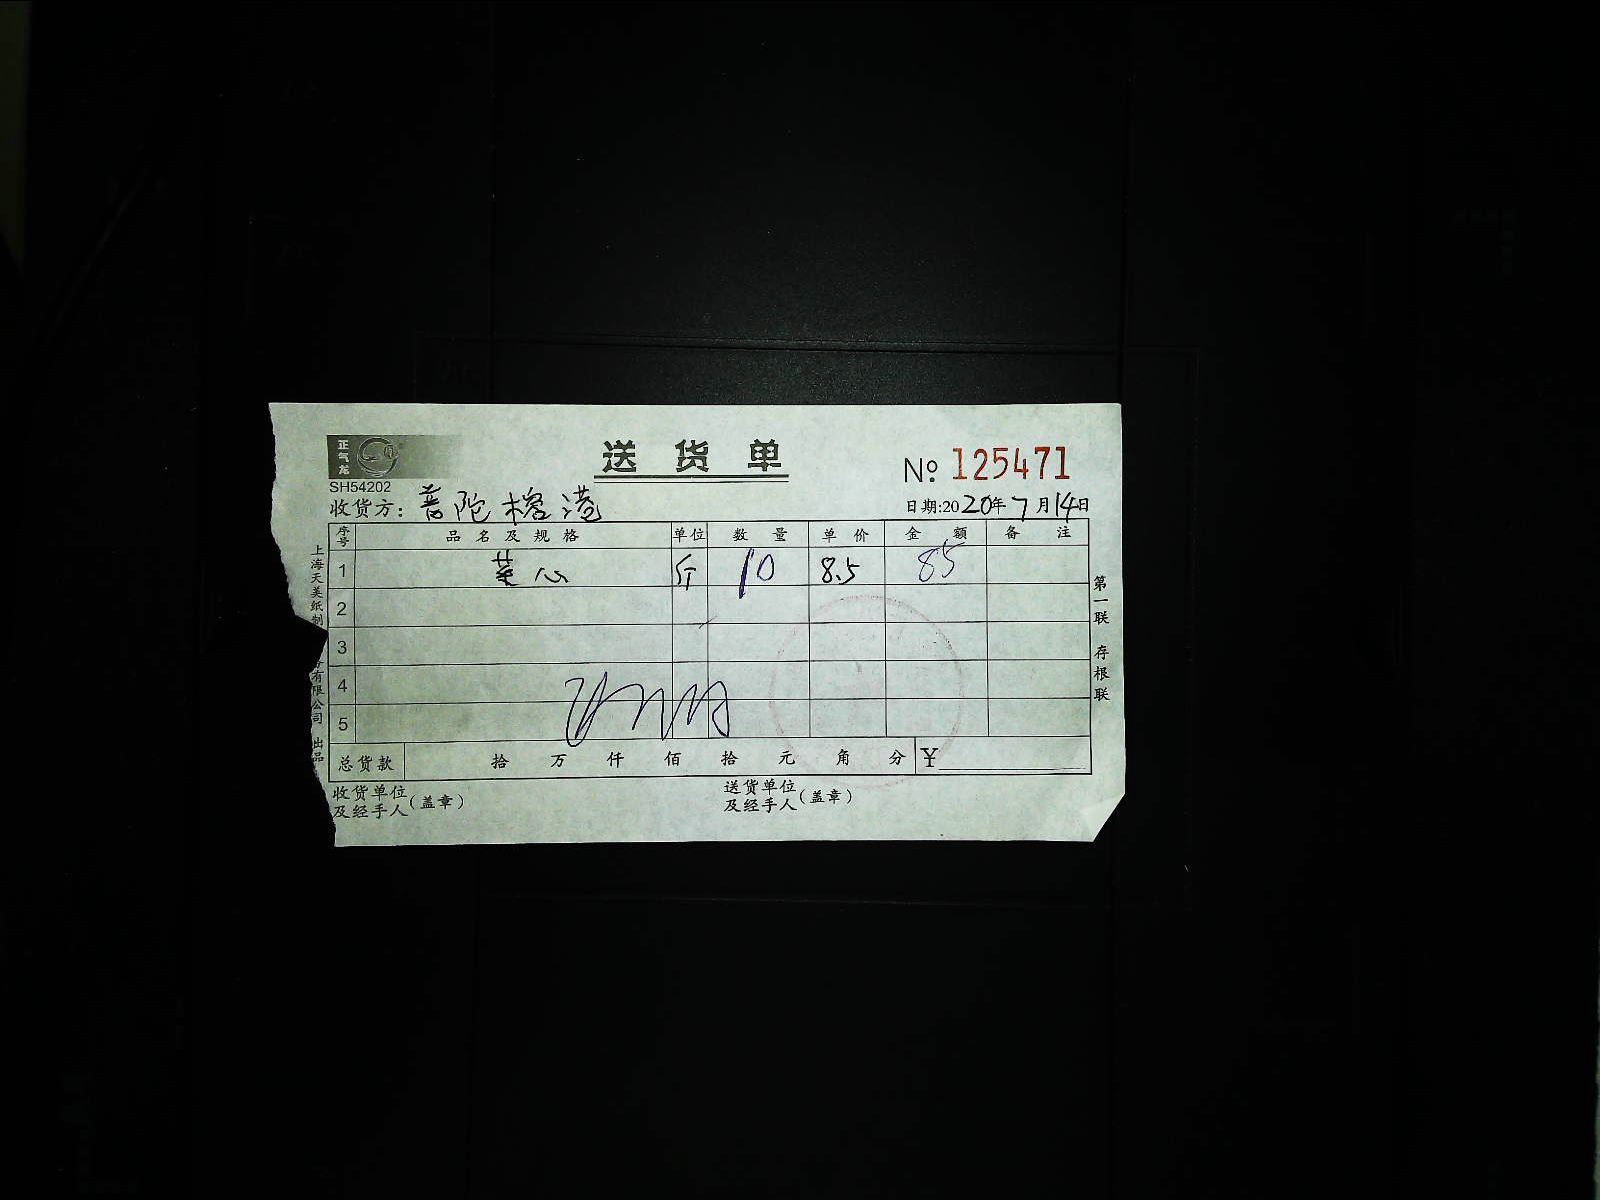 正气龙
送货单
№ 125471
SH54202
收货方：普陀榕港
日期：2020年7月14日
序号 品名及规格 单位 数量 单价 金额 备注
1 菜心 斤 10 8.5 85
2
3
4
5
总货款 拾 万 仟 佰 拾 元 角 分 ¥
收货单位及经手人（盖章）
送货单位及经手人（盖章）
上海天美纸制 有限公司 出品
第一联 存根联